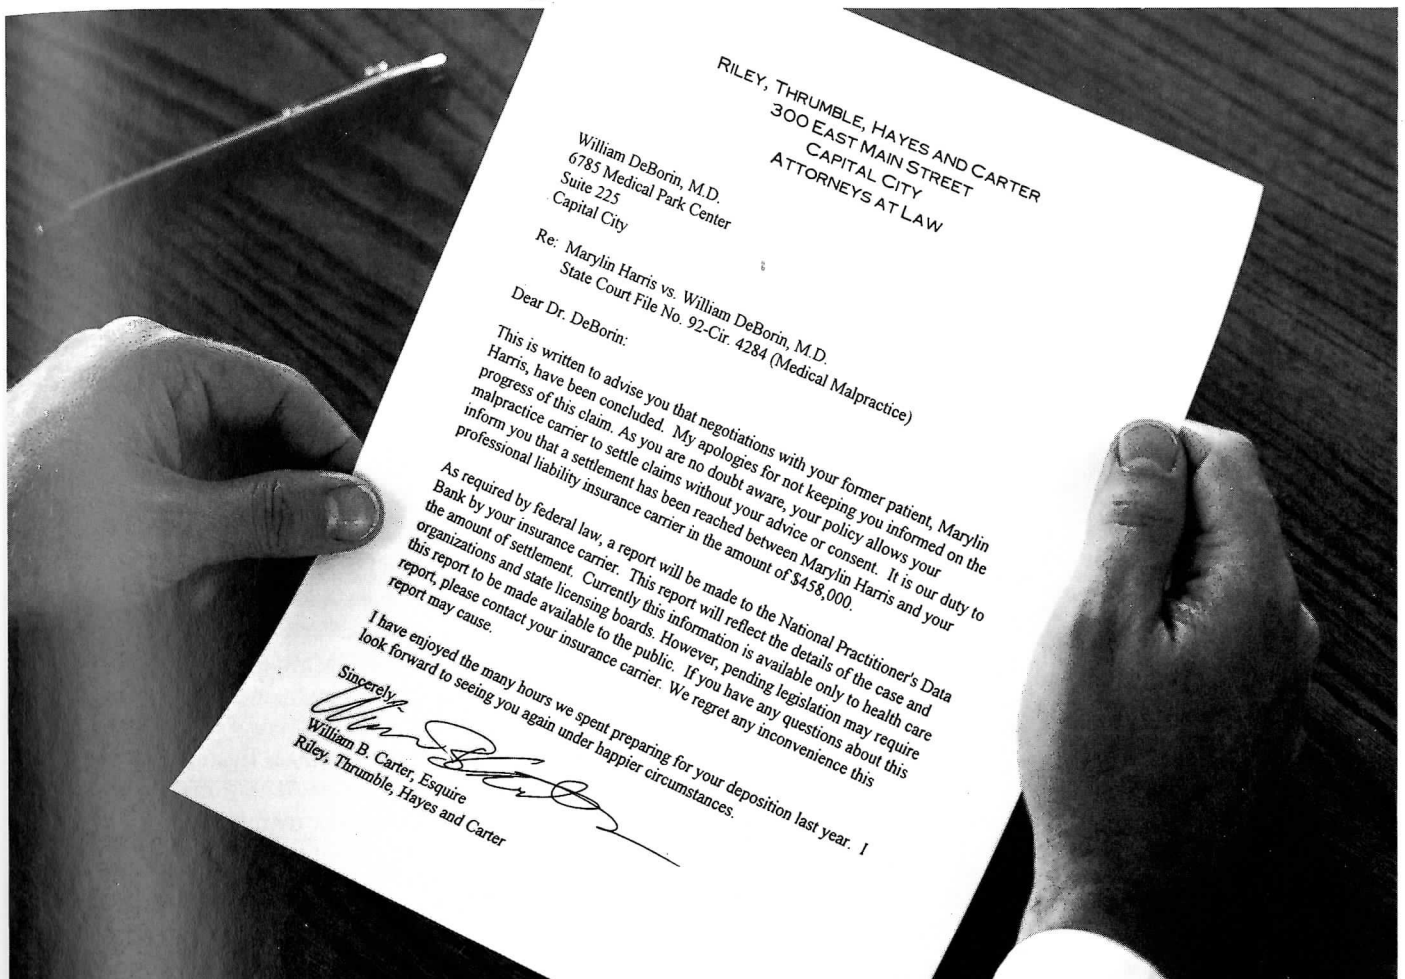 RILEY, THRUMBLE, HAYES AND CARTER
300 EAST MAIN STREET
CAPITAL CITY
ATTORNEYS AT LAW
William DeBorin, M.D.
6785 Medical Park Center
Suite 225
Capital City
Re: Marylin Harris vs. William DeBorin, M.D.
State Court File No. 92-Cir. 4284 (Medical Malpractice)
Dear Dr. DeBorin:
This is written to advise you that negotiations with your former patient, Marylin
Harris, have been concluded. My apologies for not keeping you informed on the
progress of this claim. As you are no doubt aware, your policy allows your
malpractice carrier to settle claims without your advice or consent. It is our duty to
inform you that a settlement has been reached between Marylin Harris and your
professional liability insurance carrier in the amount of $458,000.
As required by federal law, a report will be made to the National Practitioner's Data
Bank by your insurance carrier. This report will reflect the details of the case and
the amount of settlement. Currently this information is available only to health care
organizations and state licensing boards. However, pending legislation may require
this report to be made available to the public. If you have any questions about this
report, please contact your insurance carrier. We regret any inconvenience this
report may cause.
I have enjoyed the many hours we spent preparing for your deposition last year. I
look forward to seeing you again under happier circumstances.
Sincerely,
William B. Carter, Esquire
Riley, Thrumble, Hayes and Carter